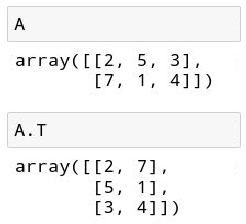 A
array([[2, 5, 3],
       [7, 1, 4]])
A.T
array([[2, 7],
       [5, 1],
       [3, 4]])